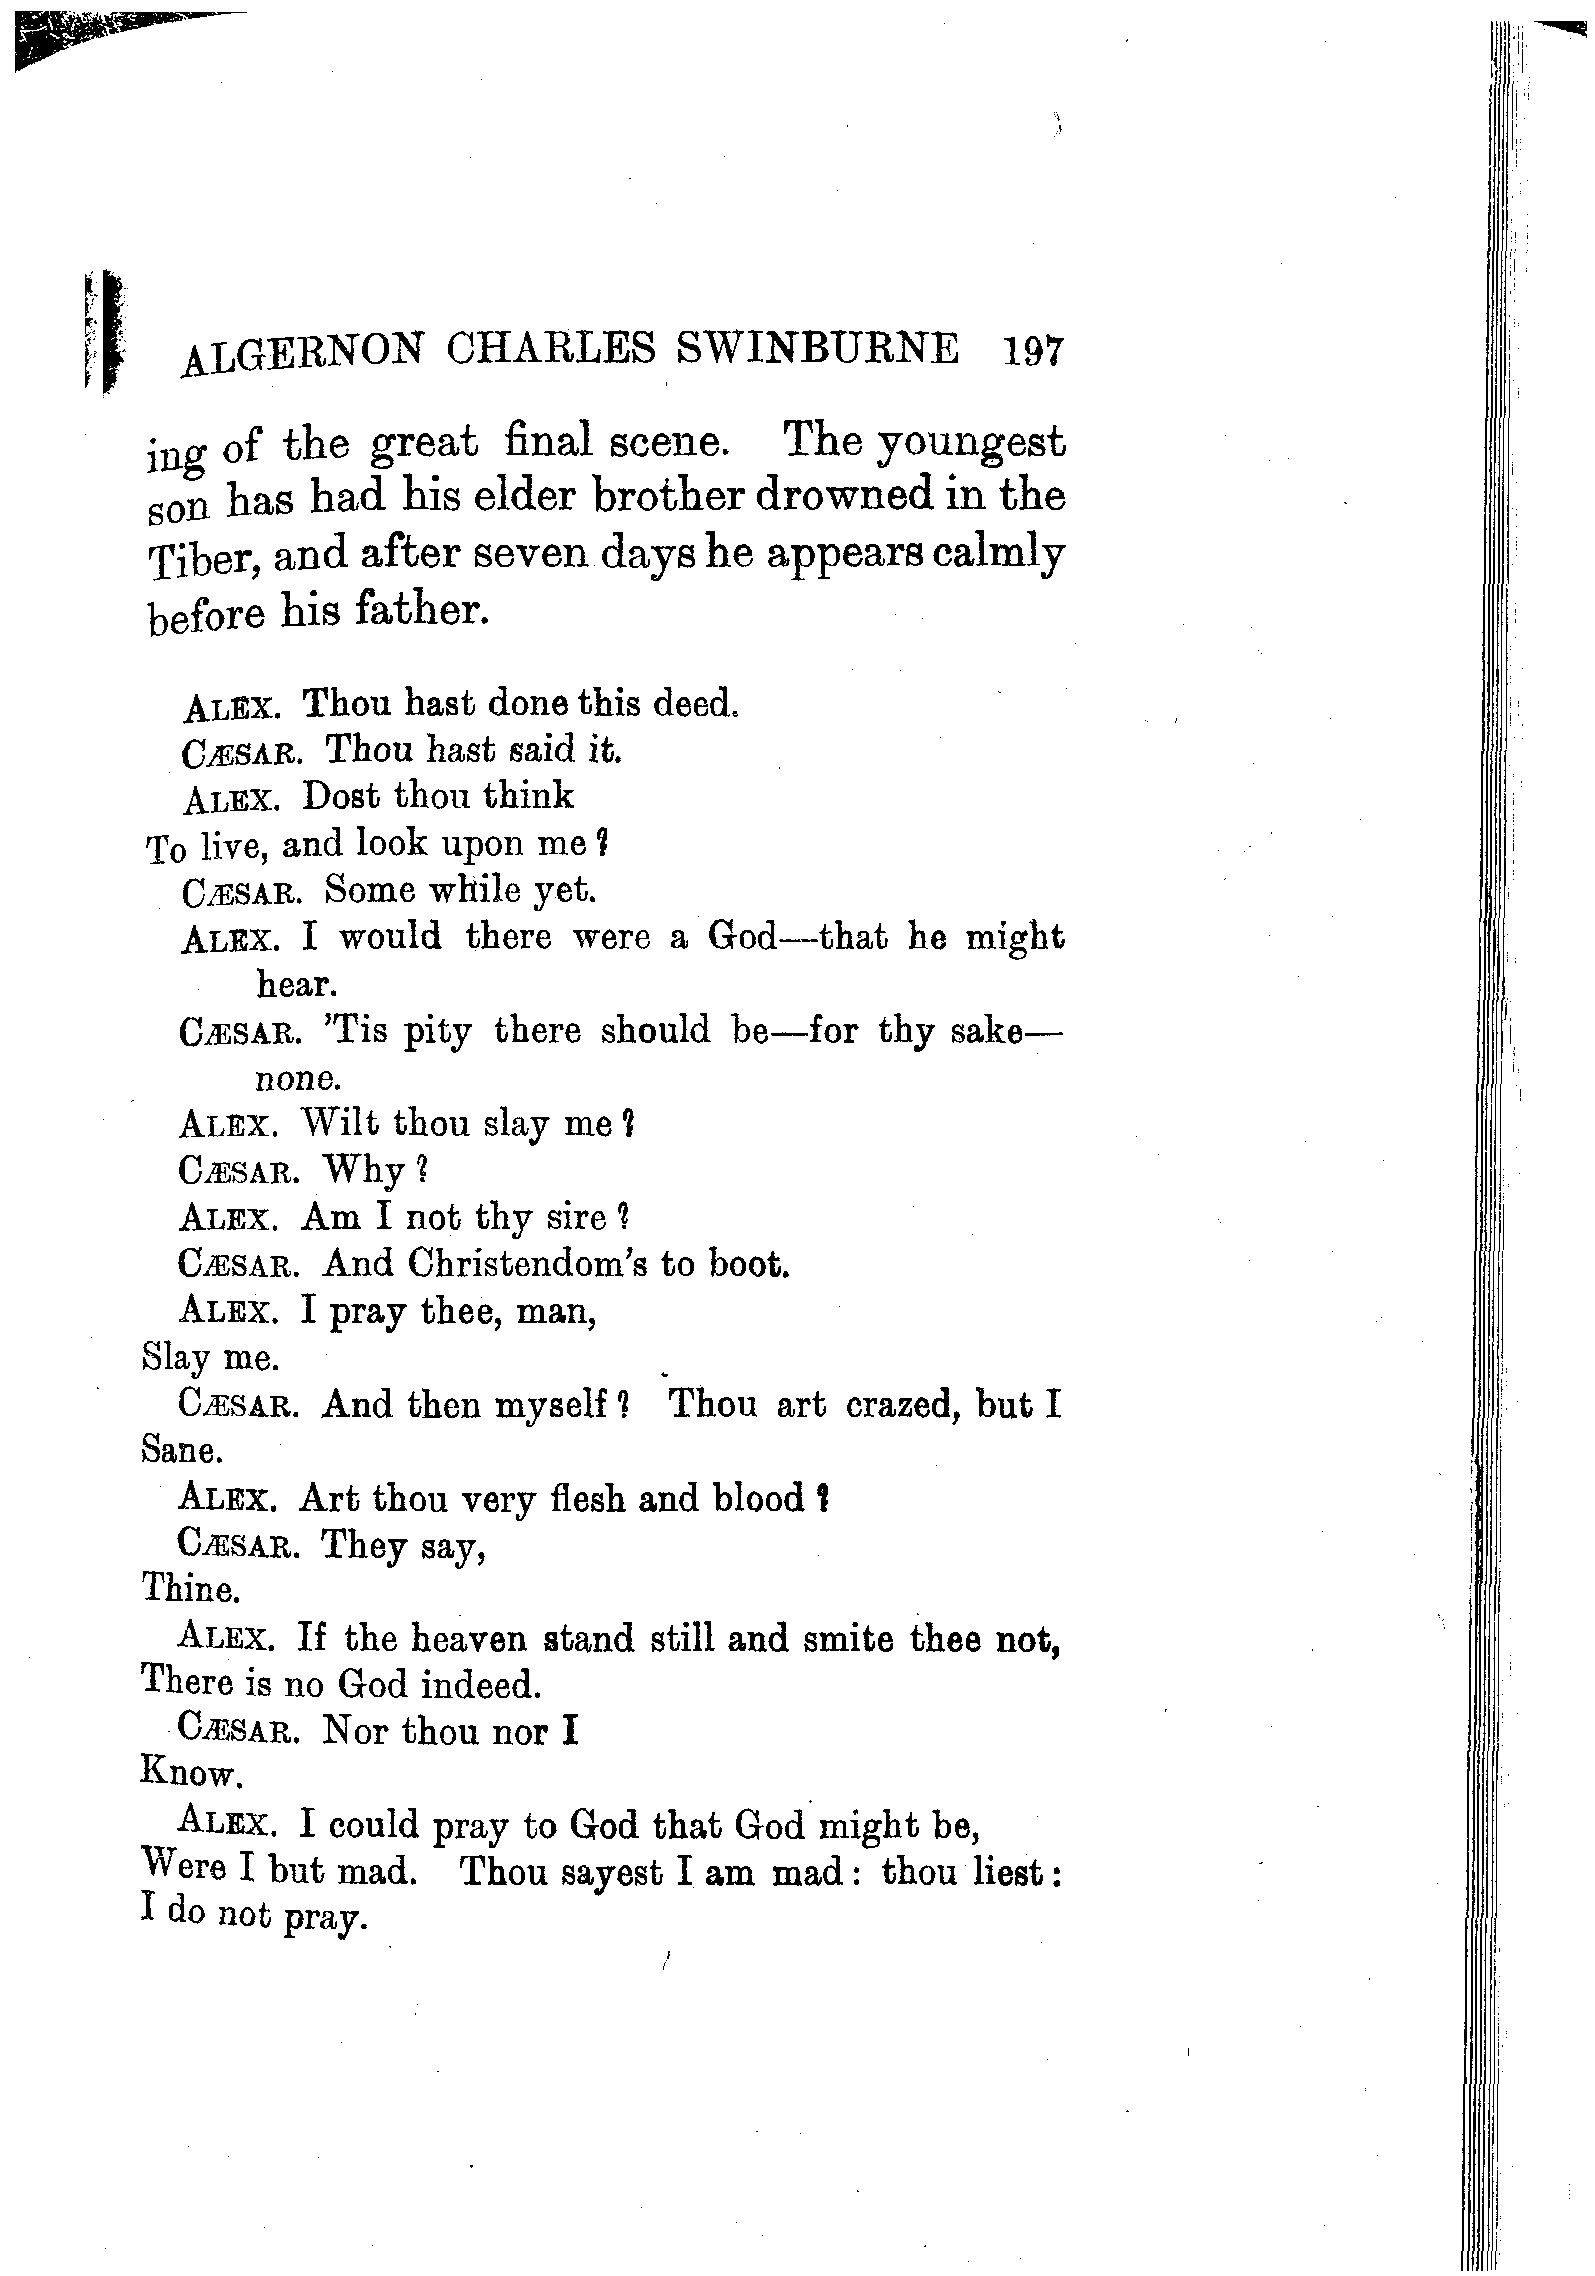 ALGERNON CHARLES SWINBURNE 197
ing of the great final scene. The youngest
son has had his elder brother drowned in the
Tiber, and after seven days he appears calmly
before his father.
ALEX. Thou hast done this deed.
CÆSAR. Thou hast said it.
ALEX. Dost thou think
To live, and look upon me?
CÆSAR. Some while yet.
ALEX. I would there were a God—that he might
hear.
CÆSAR. 'Tis pity there should be—for thy sake—
none.
ALEX. Wilt thou slay me?
CÆSAR. Why?
ALEX. Am I not thy sire?
CÆSAR. And Christendom's to boot.
ALEX. I pray thee, man,
Slay me.
CÆSAR. And then myself? Thou art crazed, but I
Sane.
ALEX. Art thou very flesh and blood?
CÆSAR. They say,
Thine.
ALEX. If the heaven stand still and smite thee not,
There is no God indeed.
CÆSAR. Nor thou nor I
Know.
ALEX. I could pray to God that God might be,
Were I but mad. Thou sayest I am mad: thou liest:
I do not pray.